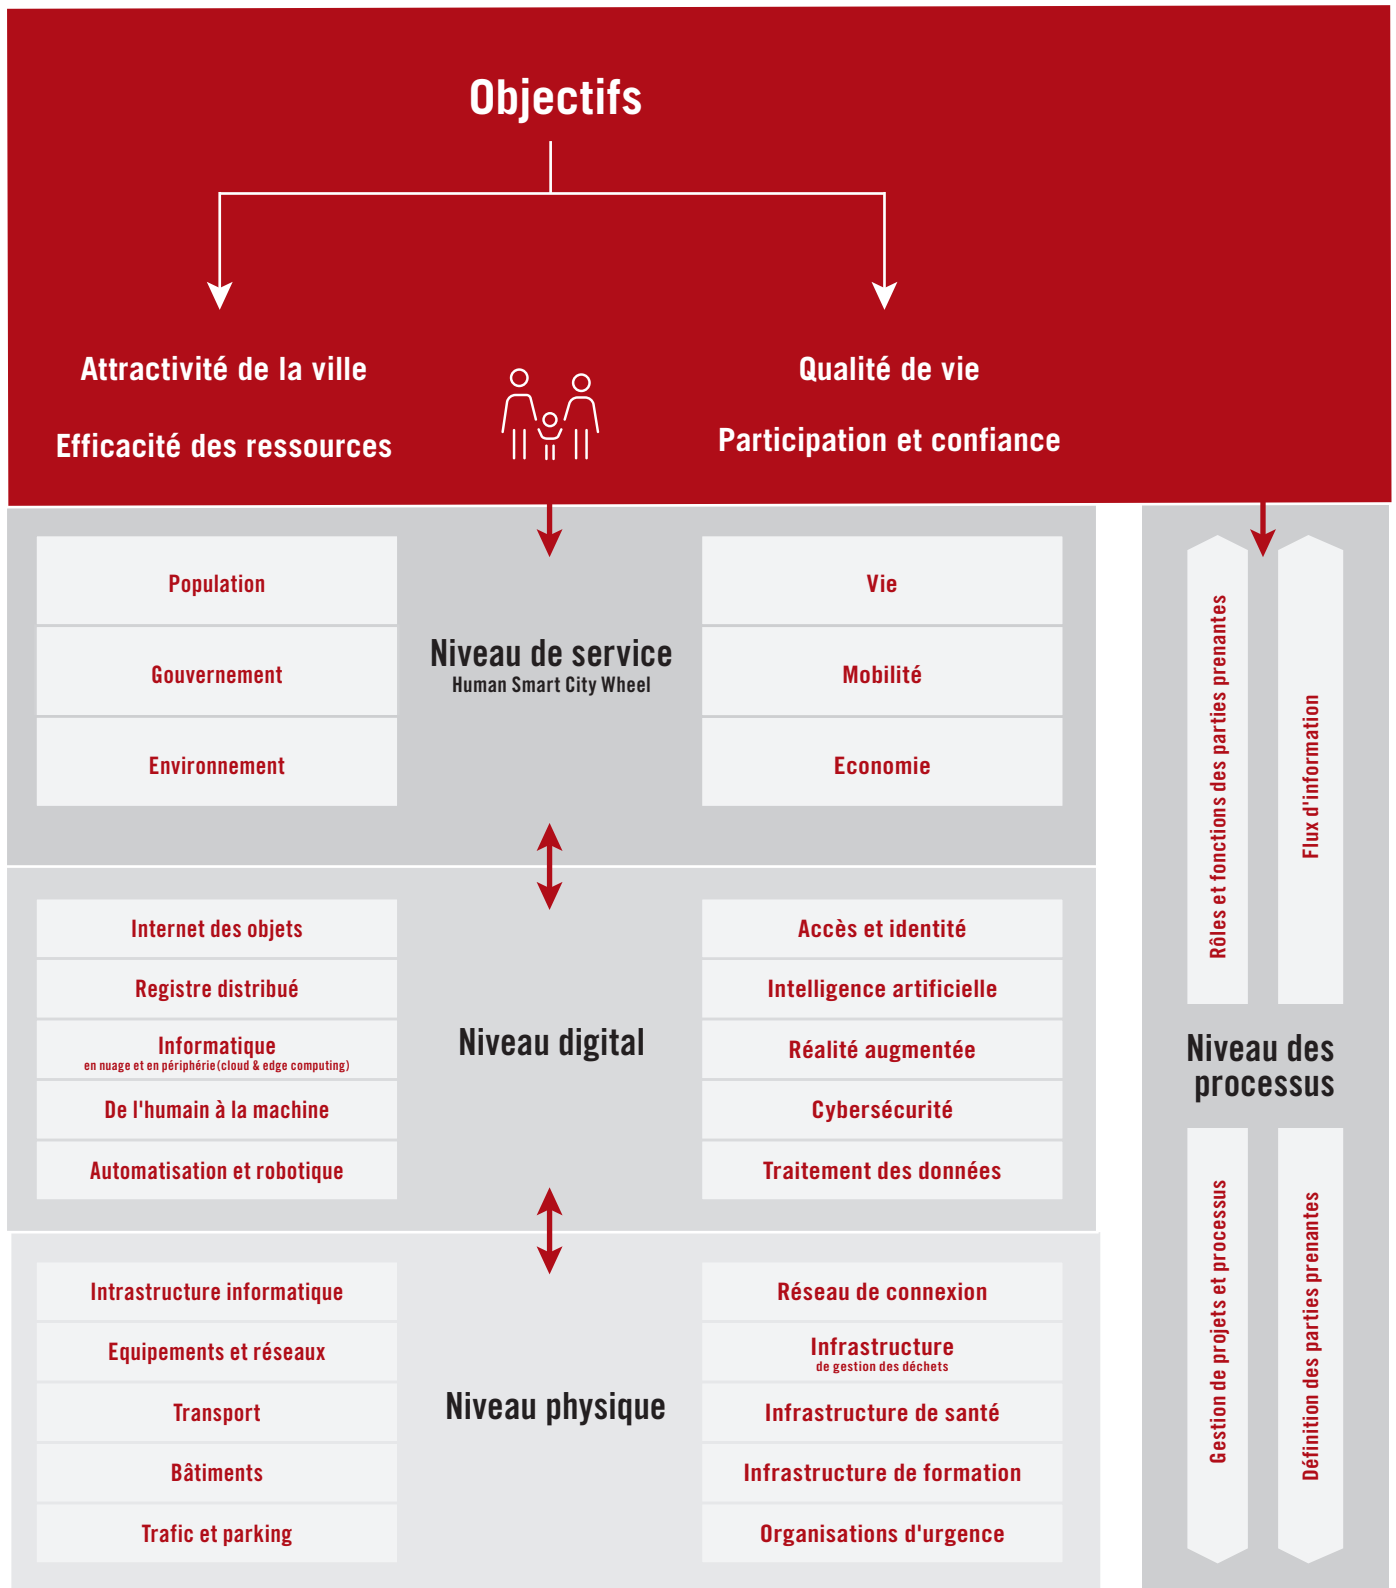 Objectifs
Attractivité de la ville
Efficacité des ressources
Qualité de vie
Participation et confiance
Population
Gouvernement
Environnement
Niveau de service
Human Smart City Wheel
Vie
Mobilité
Economie
Internet des objets
Registre distribué
Informatique
en nuage et en périphérie(cloud & edge computing)
De l'humain à la machine
Automatisation et robotique
Niveau digital
Accès et identité
Intelligence artificielle
Réalité augmentée
Cybersécurité
Traitement des données
Intrastructure informatique
Equipements et réseaux
Transport
Bâtiments
Trafic et parking
Niveau physique
Réseau de connexion
Infrastructure
de gestion des déchets
Infrastructure de santé
Infrastructure de formation
Organisations d'urgence
Rôles et fonctions des parties prenantes
Flux d'information
Niveau des
processus
Gestion de projets et processus
Définition des parties prenantes